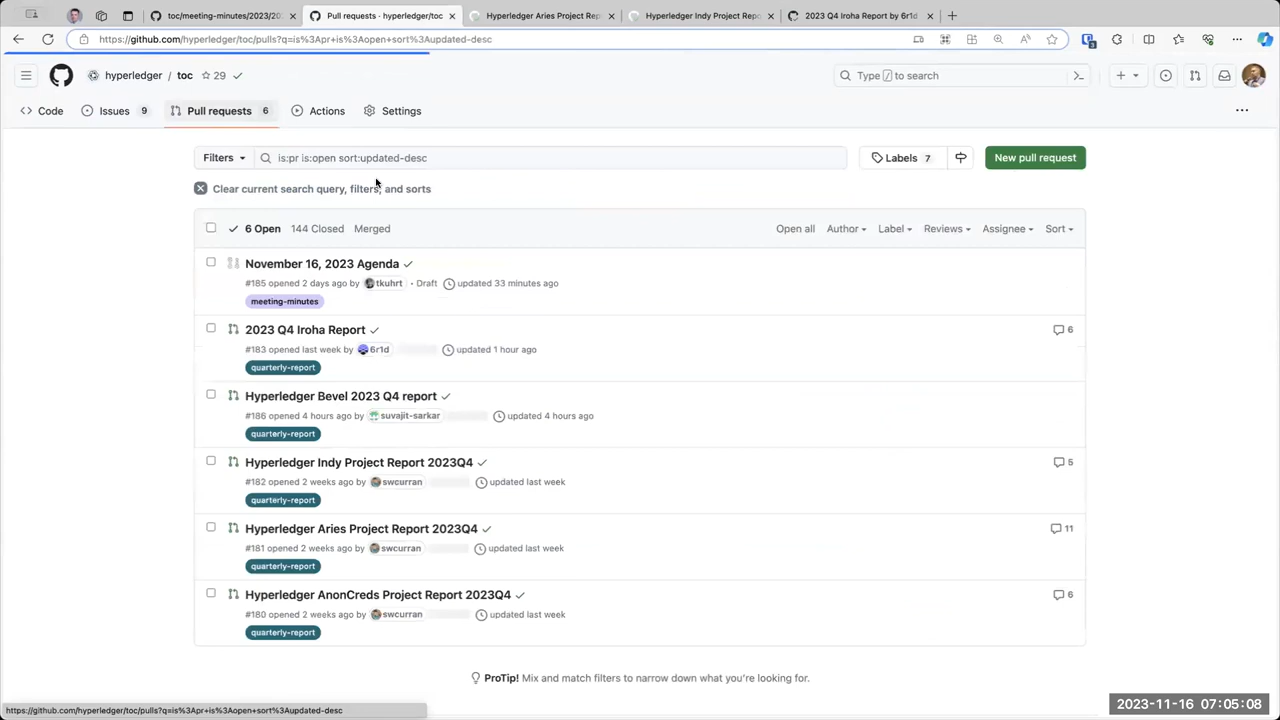 toc/meeting-minutes/2023/20
Pull requests · hyperledger/toc
Hyperledger Aries Project Rep
Hyperledger Indy Project Repo
2023 Q4 Iroha Report by 6r1d
https://github.com/hyperledger/toc/pulls?q=is%3Apr+is%3Aopen+sort%3Aupdated-desc
hyperledger / toc 29
Type / to search
Code
Issues 9
Pull requests 6
Actions
Settings
Filters
is:pr is:open sort:updated-desc
Labels 7
New pull request
Clear current search query, filters, and sorts
6 Open 144 Closed Merged
Open all Author Label Reviews Assignee Sort
November 16, 2023 Agenda
#185 opened 2 days ago by tkuhrt • Draft updated 33 minutes ago
meeting-minutes
2023 Q4 Iroha Report
6
#183 opened last week by 6r1d updated 1 hour ago
quarterly-report
Hyperledger Bevel 2023 Q4 report
#186 opened 4 hours ago by suvajit-sarkar updated 4 hours ago
quarterly-report
Hyperledger Indy Project Report 2023Q4
5
#182 opened 2 weeks ago by swcurran updated last week
quarterly-report
Hyperledger Aries Project Report 2023Q4
11
#181 opened 2 weeks ago by swcurran updated last week
quarterly-report
Hyperledger AnonCreds Project Report 2023Q4
6
#180 opened 2 weeks ago by swcurran updated last week
quarterly-report
ProTip! Mix and match filters to narrow down what you're looking for.
https://github.com/hyperledger/toc/pulls?q=is%3Apr+is%3Aopen+sort%3Aupdated-desc
2023-11-16 07:05:08